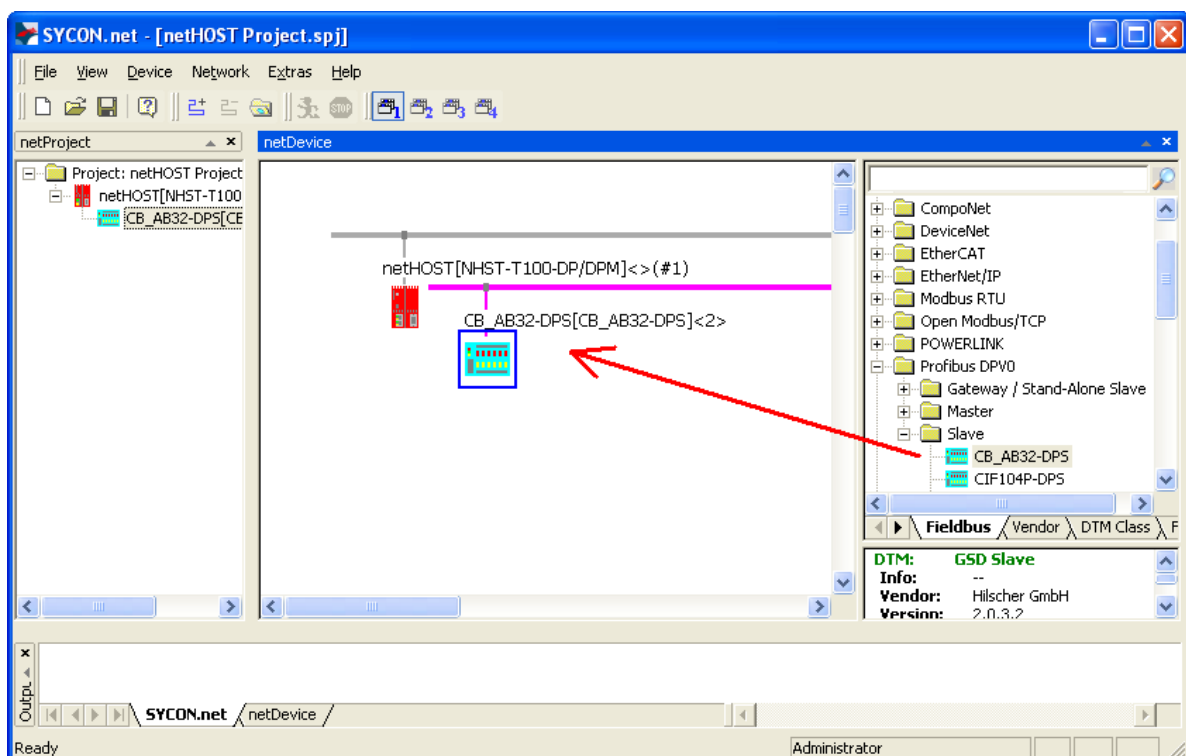 SYCON.net - [netHOST Project.spj]
File View Device Network Extras Help
netProject
netDevice
Project: netHOST Project
netHOST[NHST-T100
CB_AB32-DPS[CB
netHOST[NHST-T100-DP/DPM]<>(#1)
CB_AB32-DPS[CB_AB32-DPS]<2>
CompoNet
DeviceNet
EtherCAT
EtherNet/IP
Modbus RTU
Open Modbus/TCP
POWERLINK
Profibus DPV0
Gateway / Stand-Alone Slave
Master
Slave
CB_AB32-DPS
CIF104P-DPS
Fieldbus Vendor DTM Class F
DTM: GSD Slave
Info: --
Vendor: Hilscher GmbH
Version: 2.0.3.2
Outpu
SYCON.net netDevice
Ready
Administrator